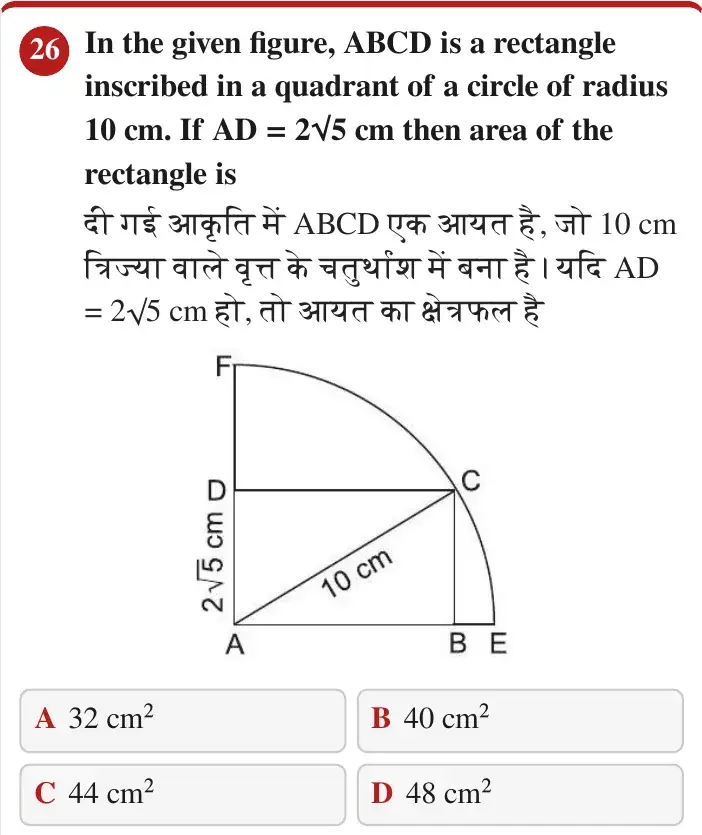 26 In the given figure, ABCD is a rectangle
inscribed in a quadrant of a circle of radius
10 cm. If AD = 2√5 cm then area of the
rectangle is
दी गई आकृति में ABCD एक आयत है, जो 10 cm
त्रिज्या वाले वृत्त के चतुर्थांश में बना है। यदि AD
= 2√5 cm हो, तो आयत का क्षेत्रफल है
F
D
C
2√5 cm
10 cm
A
B E
A 32 cm²
B 40 cm²
C 44 cm²
D 48 cm²